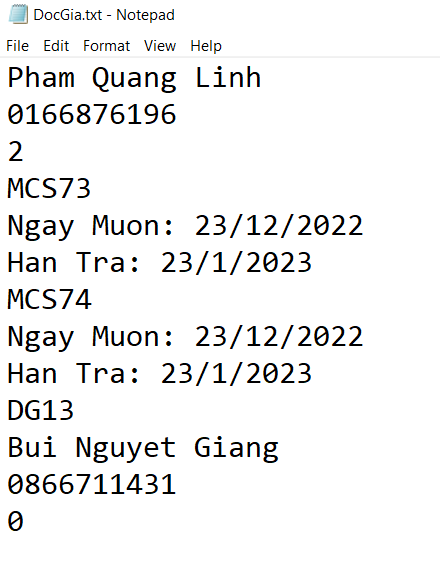 DocGia.txt - Notepad
File Edit Format View Help
Pham Quang Linh
0166876196
2
MCS73
Ngay Muon: 23/12/2022
Han Tra: 23/1/2023
MCS74
Ngay Muon: 23/12/2022
Han Tra: 23/1/2023
DG13
Bui Nguyet Giang
0866711431
0